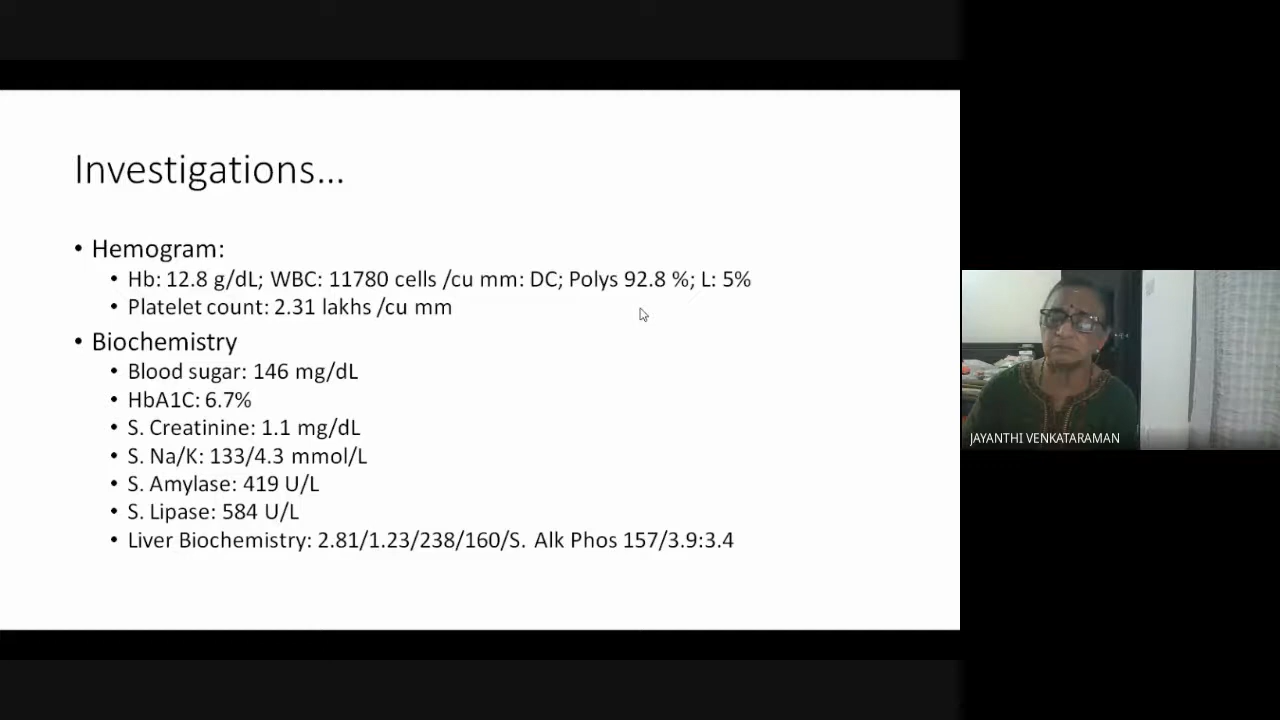 Investigations...
• Hemogram:
• Hb: 12.8 g/dL; WBC: 11780 cells /cu mm: DC; Polys 92.8 %; L: 5%
• Platelet count: 2.31 lakhs /cu mm
• Biochemistry
• Blood sugar: 146 mg/dL
• HbA1C: 6.7%
• S. Creatinine: 1.1 mg/dL
• S. Na/K: 133/4.3 mmol/L
• S. Amylase: 419 U/L
• S. Lipase: 584 U/L
• Liver Biochemistry: 2.81/1.23/238/160/S. Alk Phos 157/3.9:3.4
JAYANTHI VENKATARAMAN